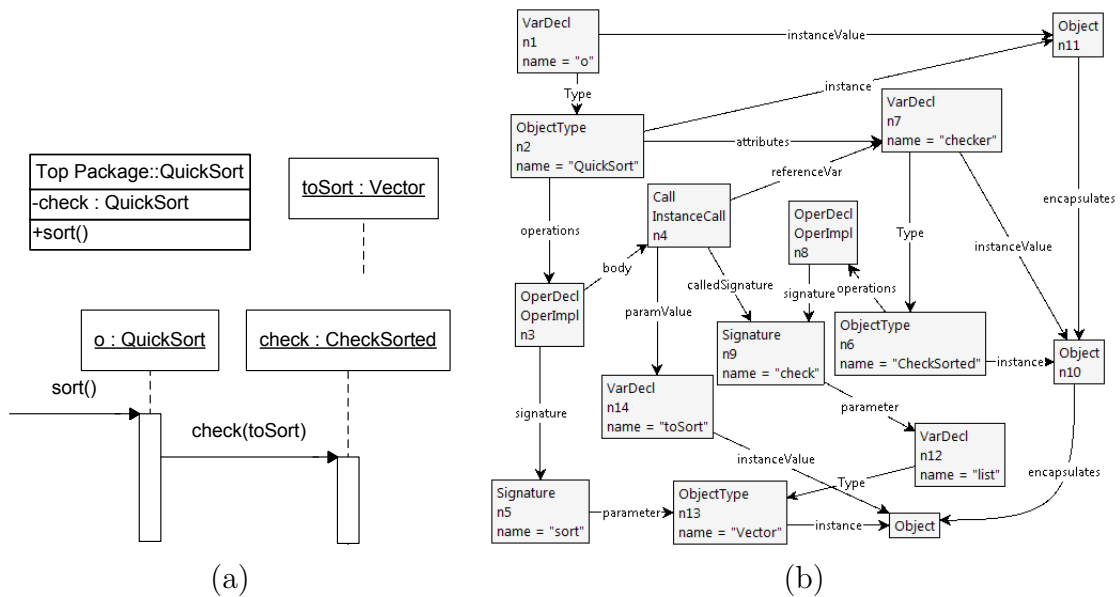 Top Package::QuickSort
-check : QuickSort
+sort()
toSort : Vector
o : QuickSort
check : CheckSorted
sort()
check(toSort)
(a)
VarDecl
n1
name = "o"
instanceValue
Object
n11
Type
instance
ObjectType
n2
name = "QuickSort"
attributes
VarDecl
n7
name = "checker"
referenceVar
encapsulates
operations
Call
InstanceCall
n4
OperDecl
OperImpl
n8
Type
instanceValue
body
calledSignature
signature
operations
OperDecl
OperImpl
n3
paramValue
Signature
n9
name = "check"
ObjectType
n6
name = "CheckSorted"
instance
Object
n10
signature
VarDecl
n14
name = "toSort"
parameter
VarDecl
n12
name = "list"
instanceValue
Type
encapsulates
Signature
n5
name = "sort"
parameter
ObjectType
n13
name = "Vector"
instance
Object
(b)